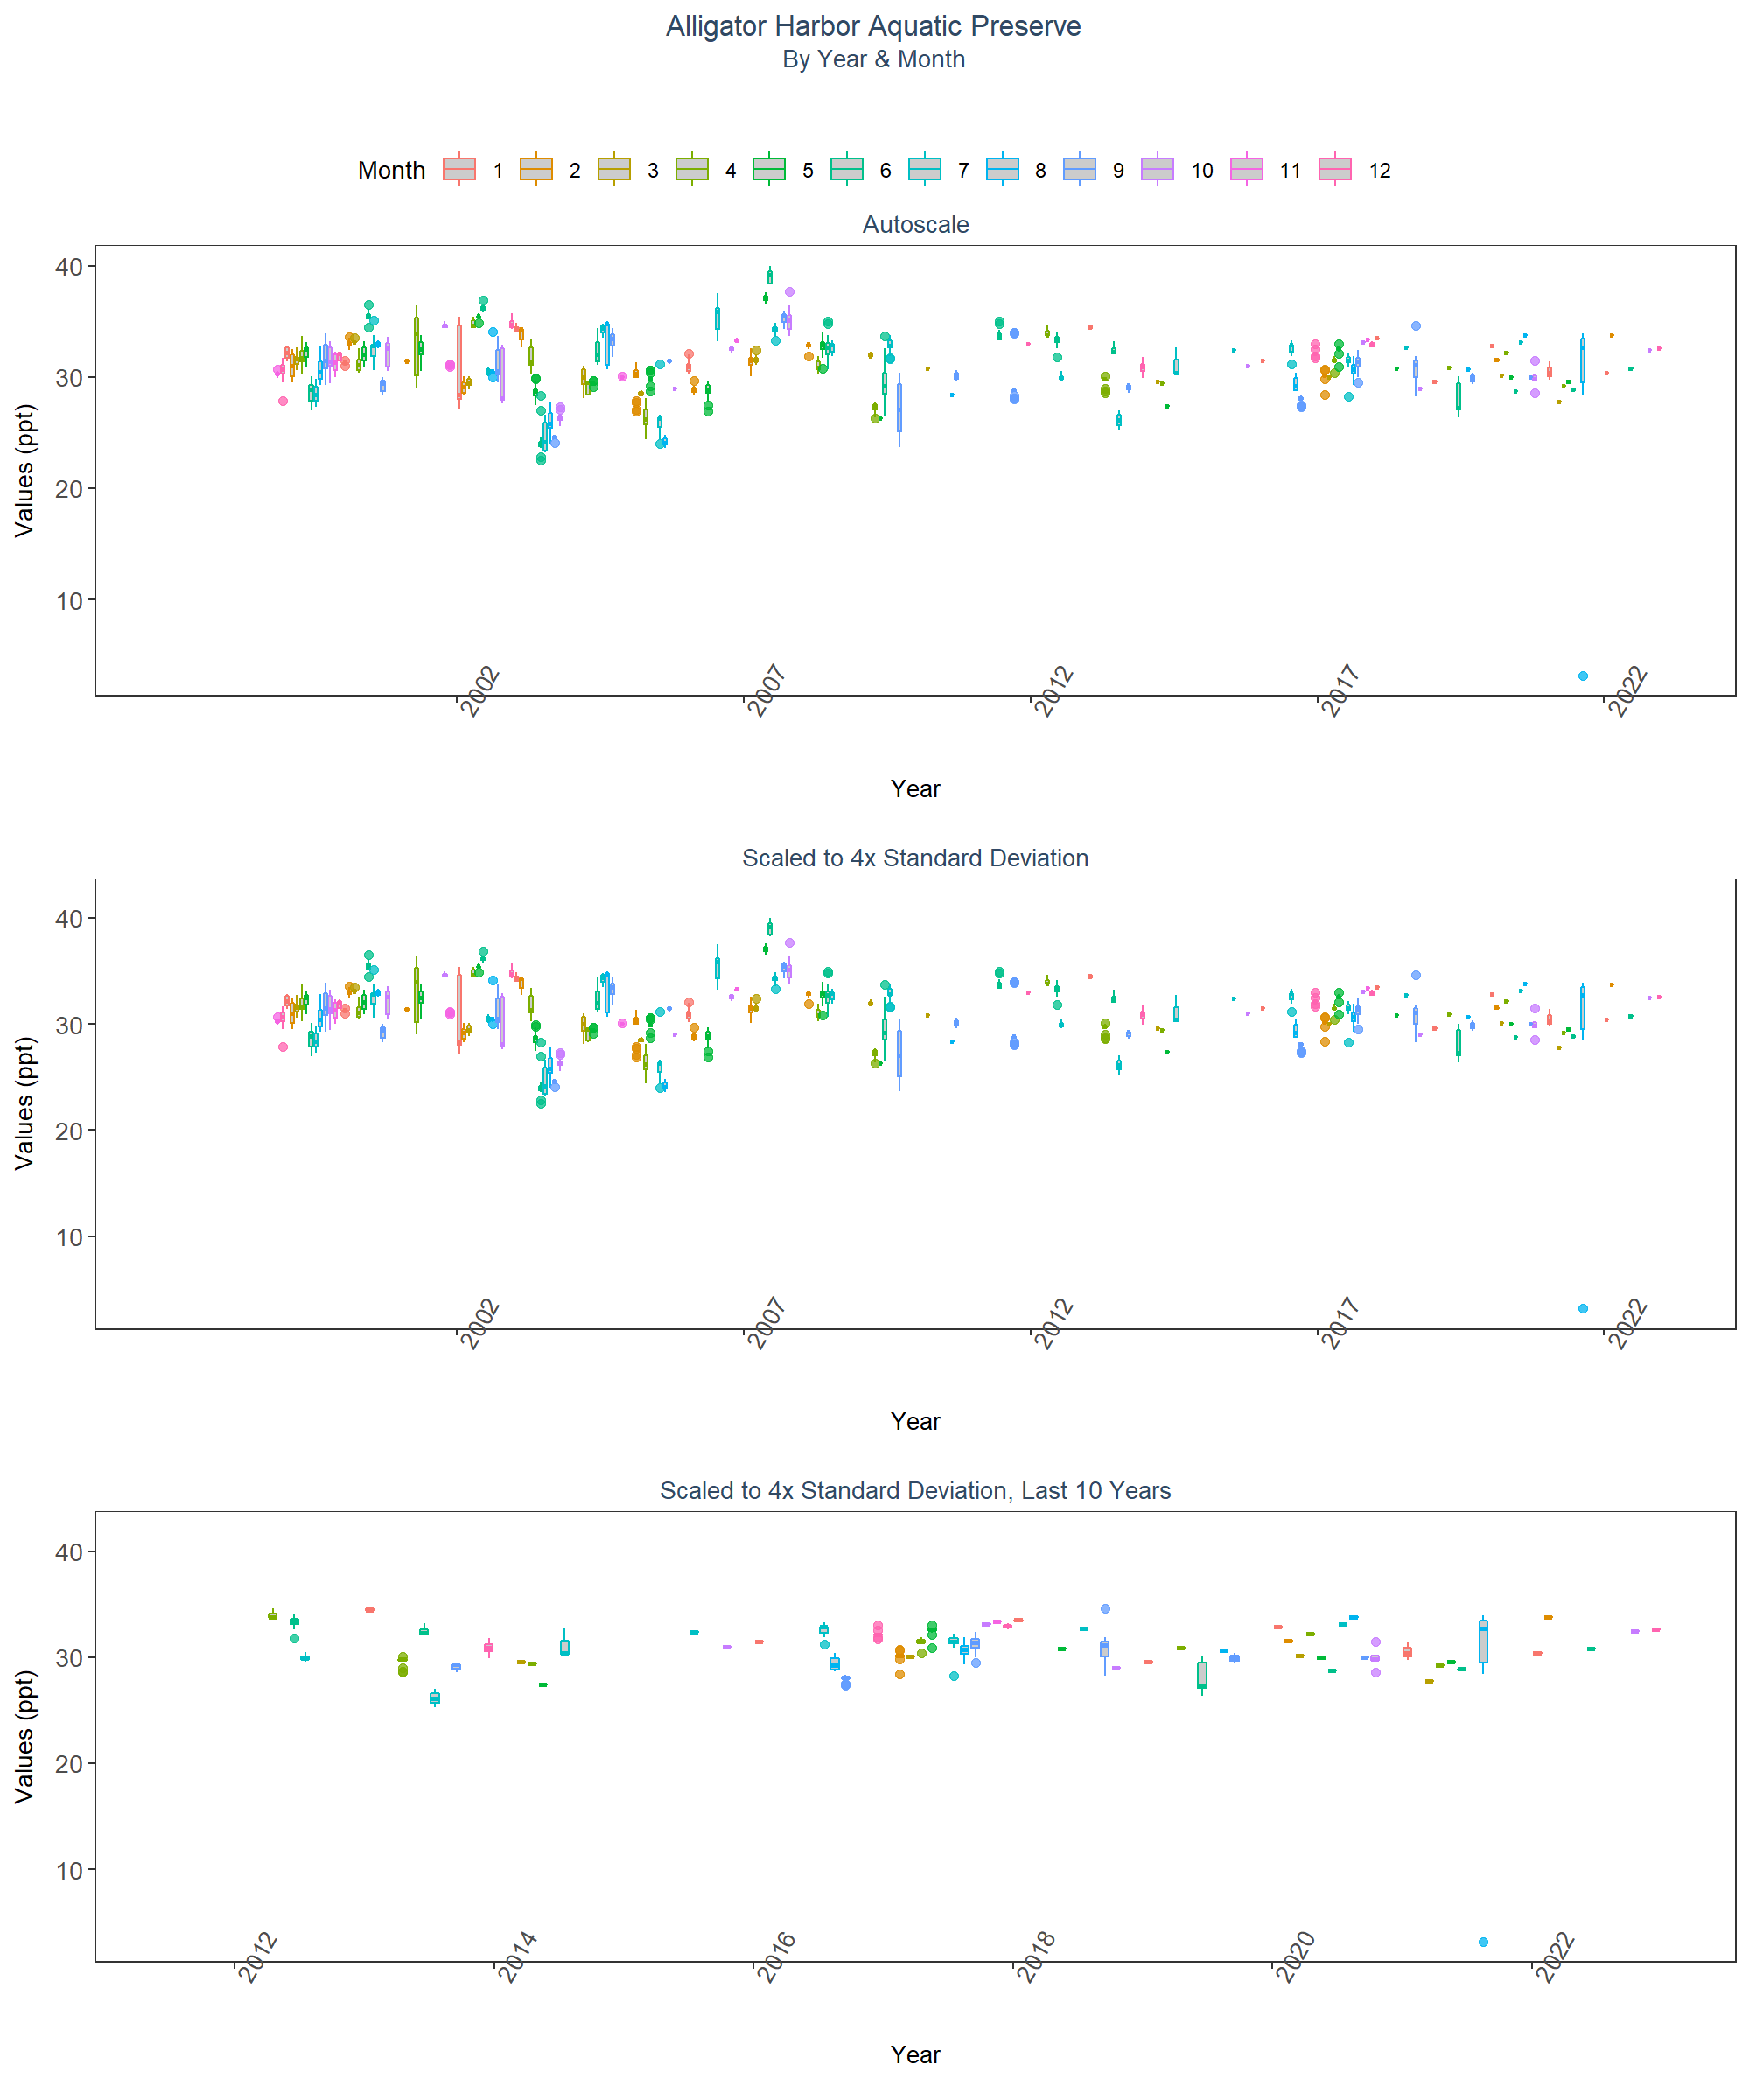 Alligator Harbor Aquatic Preserve
By Year & Month
Month 1 2 3 4 5 6 7 8 9 10 11 12
Autoscale
40
30
20
10
Values (ppt)
2002 2007 2012 2017 2022
Year
Scaled to 4x Standard Deviation
40
30
20
10
Values (ppt)
2002 2007 2012 2017 2022
Year
Scaled to 4x Standard Deviation, Last 10 Years
40
30
20
10
Values (ppt)
2012 2014 2016 2018 2020 2022
Year